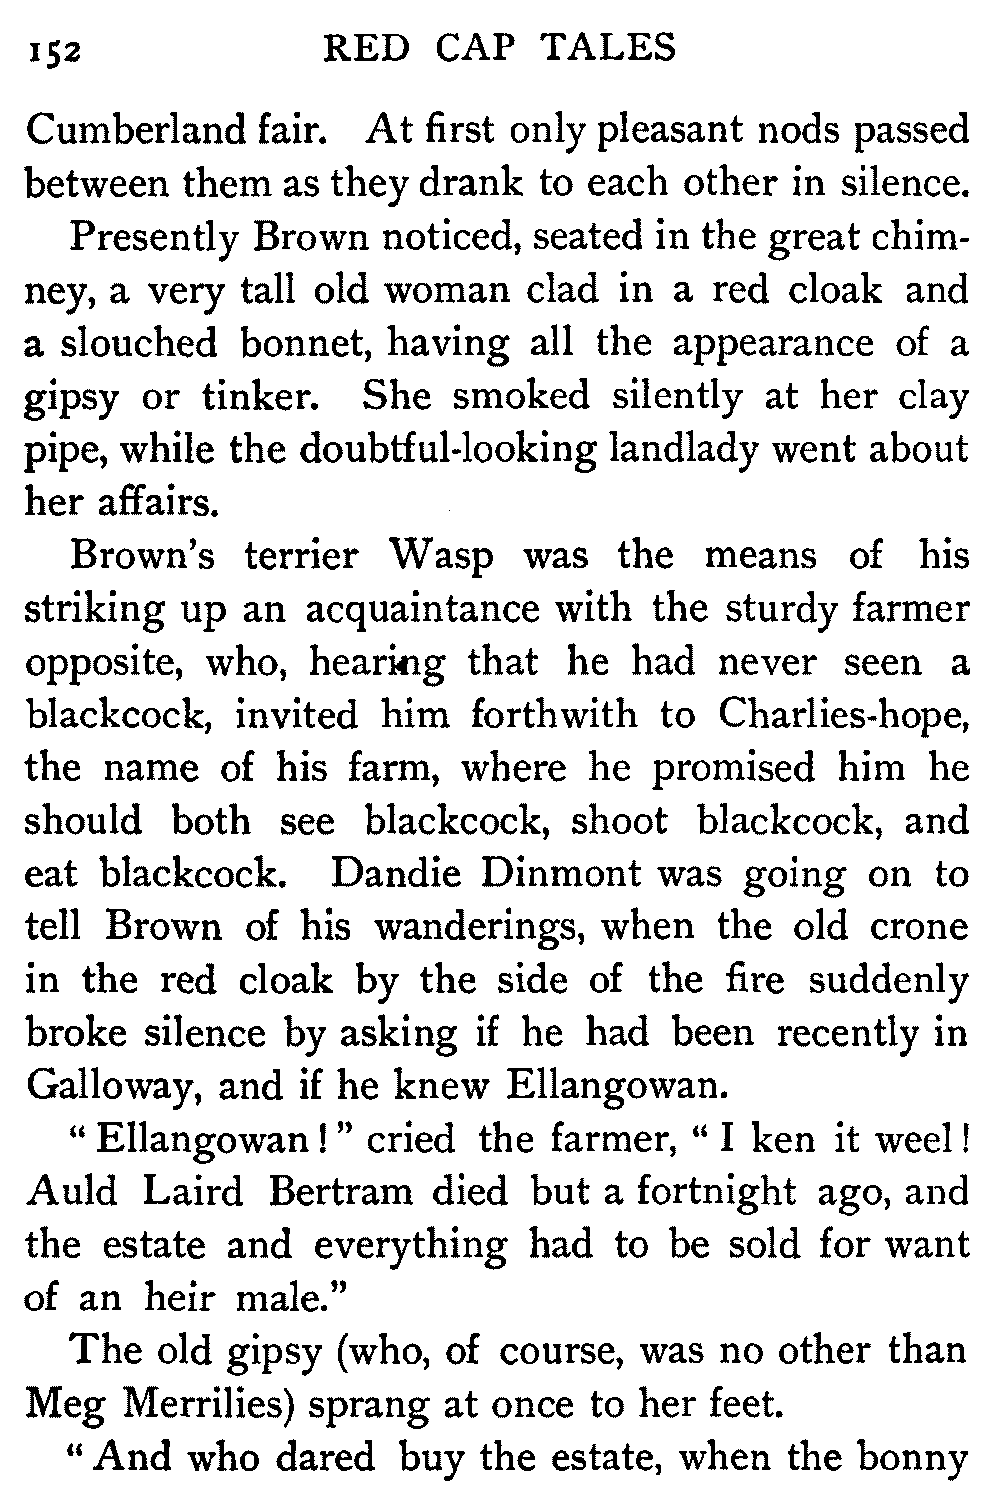 152 RED CAP TALES
Cumberland fair. At first only pleasant nods passed
between them as they drank to each other in silence.
Presently Brown noticed, seated in the great chim-
ney, a very tall old woman clad in a red cloak and
a slouched bonnet, having all the appearance of a
gipsy or tinker. She smoked silently at her clay
pipe, while the doubtful-looking landlady went about
her affairs.
Brown's terrier Wasp was the means of his
striking up an acquaintance with the sturdy farmer
opposite, who, hearing that he had never seen a
blackcock, invited him forthwith to Charlies-hope,
the name of his farm, where he promised him he
should both see blackcock, shoot blackcock, and
eat blackcock. Dandie Dinmont was going on to
tell Brown of his wanderings, when the old crone
in the red cloak by the side of the fire suddenly
broke silence by asking if he had been recently in
Galloway, and if he knew Ellangowan.
“Ellangowan!” cried the farmer, “I ken it weel!
Auld Laird Bertram died but a fortnight ago, and
the estate and everything had to be sold for want
of an heir male.”
The old gipsy (who, of course, was no other than
Meg Merrilies) sprang at once to her feet.
“And who dared buy the estate, when the bonny